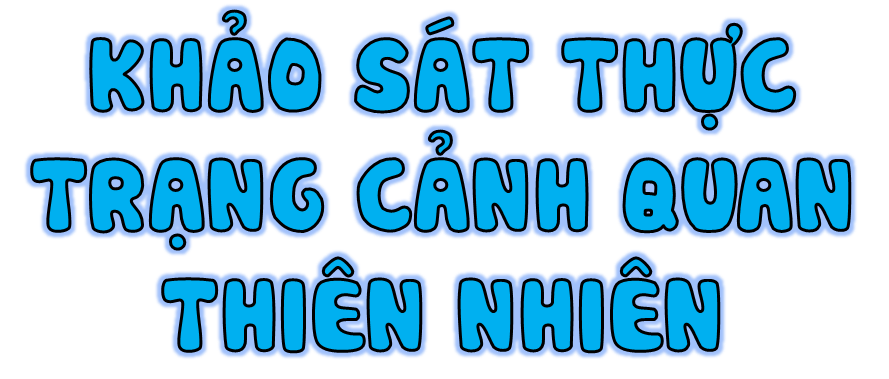 KHẢO SÁT THỰC
TRẠNG CẢNH QUAN
THIÊN NHIÊN